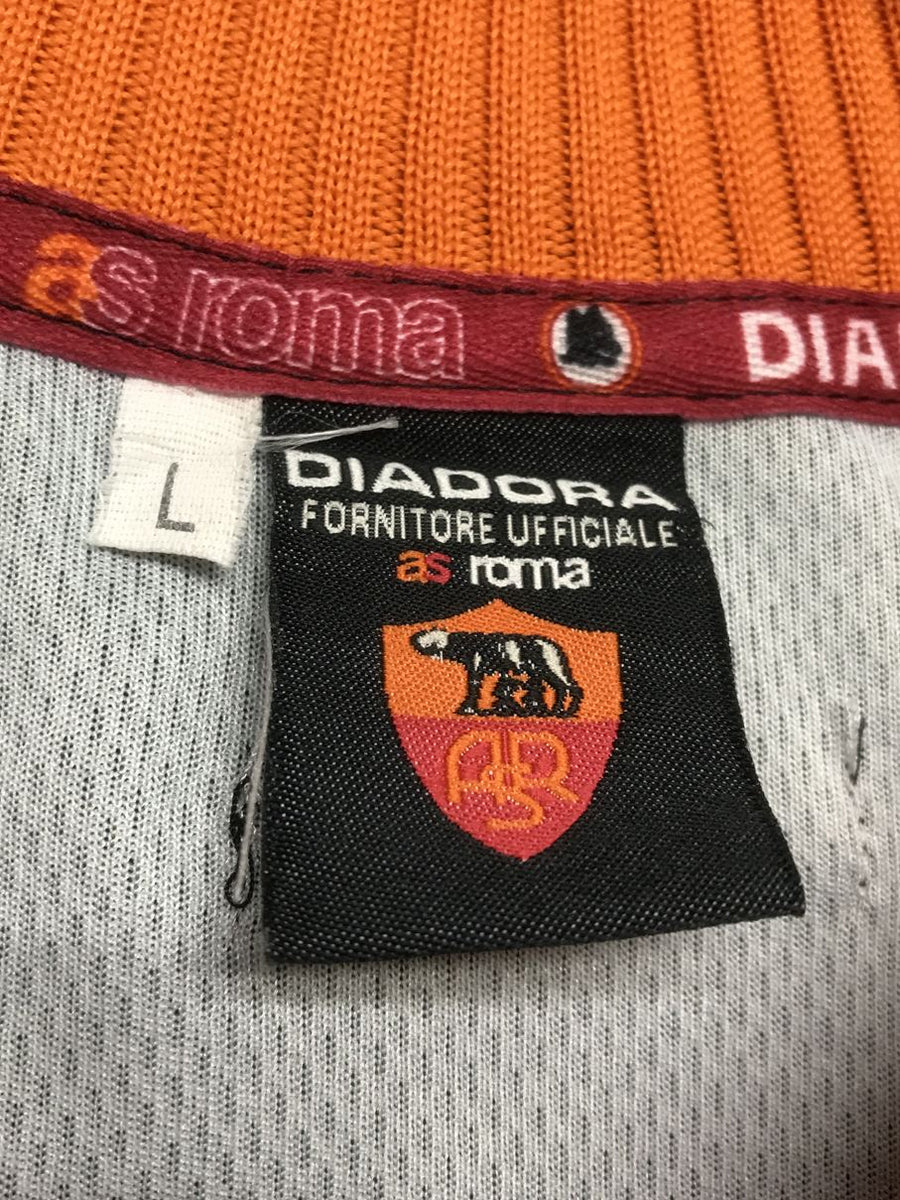 as roma
DIA
L
DIADORA
FORNITORE UFFICIALE
as roma
ASR